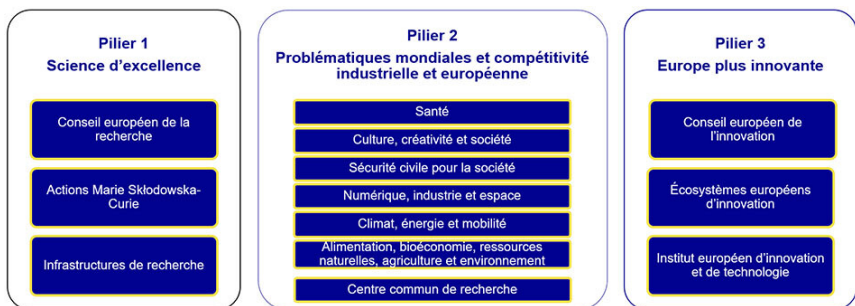 Pilier 1
Science d'excellence
Conseil européen de la
recherche
Actions Marie Skłodowska-
Curie
Infrastructures de recherche
Pilier 2
Problématiques mondiales et compétitivité
industrielle et européenne
Santé
Culture, créativité et société
Sécurité civile pour la société
Numérique, industrie et espace
Climat, énergie et mobilité
Alimentation, bioéconomie, ressources
naturelles, agriculture et environnement
Centre commun de recherche
Pilier 3
Europe plus innovante
Conseil européen de
l'innovation
Écosystèmes européens
d'innovation
Institut européen d'innovation
et de technologie